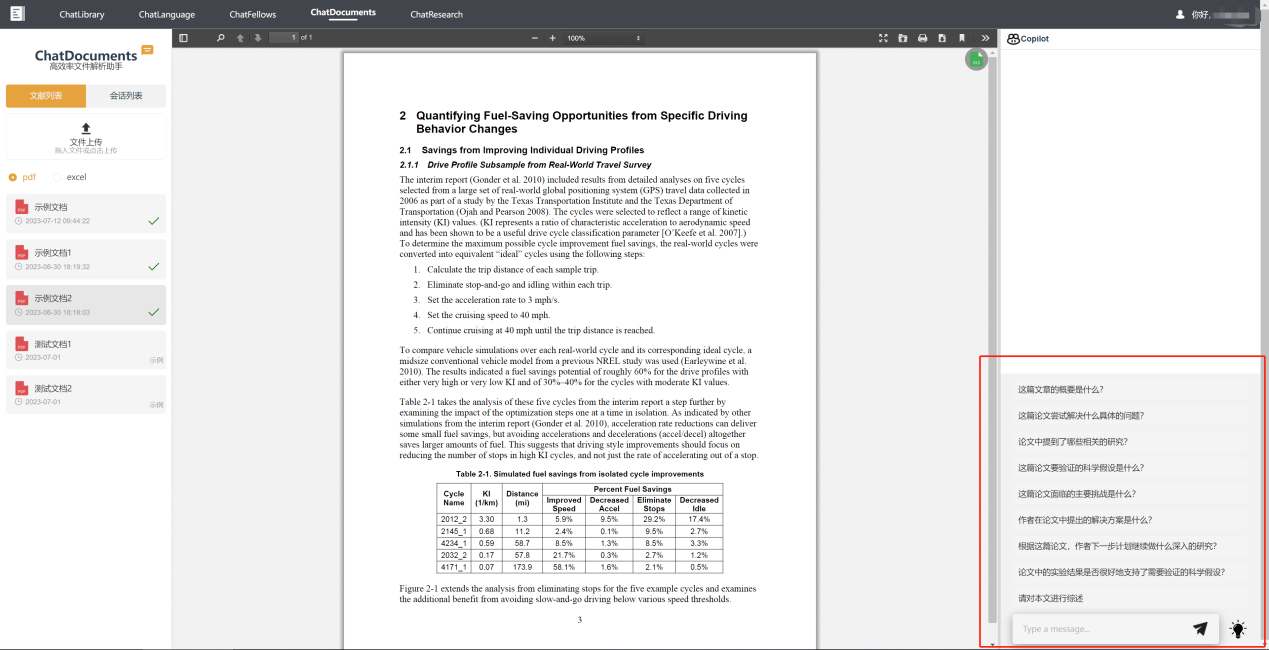 ChatLibrary
ChatLanguage
ChatFellows
ChatDocuments
ChatResearch
你好,
ChatDocuments
高效率文件解析助手
文献列表
会话列表
文件上传
拖入文件或点击上传
pdf
excel
示例文档
2023-07-12 09:44:22
示例文档1
2023-06-30 18:19:32
示例文档2
2023-06-30 18:18:03
测试文档1
2023-07-01
示例
测试文档2
2023-07-01
示例
1 of 1
100%
2 Quantifying Fuel-Saving Opportunities from Specific Driving
Behavior Changes
2.1 Savings from Improving Individual Driving Profiles
2.1.1 Drive Profile Subsample from Real-World Travel Survey
The interim report (Gonder et al. 2010) included results from detailed analyses on five cycles
selected from a large set of real-world global positioning system (GPS) travel data collected in
2006 as part of a study by the Texas Transportation Institute and the Texas Department of
Transportation (Ojah and Pearson 2008). The cycles were selected to reflect a range of kinetic
intensity (KI) values. (KI represents a ratio of characteristic acceleration to aerodynamic speed
and has been shown to be a useful drive cycle classification parameter [O'Keefe et al. 2007].)
To determine the maximum possible cycle improvement fuel savings, the real-world cycles were
converted into equivalent “ideal” cycles using the following steps:
1. Calculate the trip distance of each sample trip.
2. Eliminate stop-and-go and idling within each trip.
3. Set the acceleration rate to 3 mph/s.
4. Set the cruising speed to 40 mph.
5. Continue cruising at 40 mph until the trip distance is reached.
To compare vehicle simulations over each real-world cycle and its corresponding ideal cycle, a
midsize conventional vehicle model from a previous NREL study was used (Earleywine et al.
2010). The results indicated a fuel savings potential of roughly 60% for the drive profiles with
either very high or very low KI and of 30%–40% for the cycles with moderate KI values.
Table 2-1 takes the analysis of these five cycles from the interim report a step further by
examining the impact of the optimization steps one at a time in isolation. As indicated by other
simulations from the interim report (Gonder et al. 2010), acceleration rate reductions can deliver
some small fuel savings, but avoiding accelerations and decelerations (accel/decel) altogether
saves larger amounts of fuel. This suggests that driving style improvements should focus on
reducing the number of stops in high KI cycles, and not just the rate of accelerating out of a stop.
Table 2-1. Simulated fuel savings from isolated cycle improvements
Cycle Name KI (1/km) Distance (mi) Percent Fuel Savings
Improved Speed Decreased Accel Eliminate Stops Decreased Idle
2012_2 3.30 1.3 5.9% 9.5% 29.2% 17.4%
2145_1 0.68 11.2 2.4% 0.1% 9.5% 2.7%
4234_1 0.59 58.7 8.5% 1.3% 8.5% 3.3%
2032_2 0.17 57.8 21.7% 0.3% 2.7% 1.2%
4171_1 0.07 173.9 58.1% 1.6% 2.1% 0.5%
Figure 2-1 extends the analysis from eliminating stops for the five example cycles and examines
the additional benefit from avoiding slow-and-go driving below various speed thresholds.
3
Copilot
这篇文章的概要是什么?
这篇论文尝试解决什么具体的问题?
论文中提到了哪些相关的研究?
这篇论文要验证的科学假设是什么?
这篇论文面临的主要挑战是什么?
作者在论文中提出的解决方案是什么?
根据这篇论文，作者下一步计划继续做什么深入的研究?
论文中的实验结果是否很好地支持了需要验证的科学假设?
请对本文进行综述
Type a message...